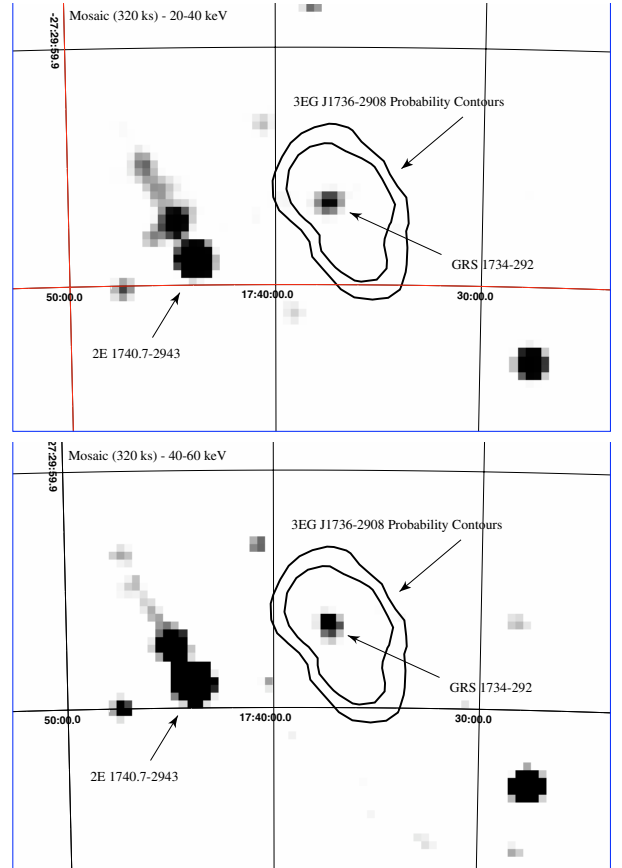 Mosaic (320 ks) - 20-40 keV
-27:29:59.9
3EG J1736-2908 Probability Contours
GRS 1734-292
50:00.0
17:40:00.0
30:00.0
2E 1740.7-2943
Mosaic (320 ks) - 40-60 keV
27:29:59.9
3EG J1736-2908 Probability Contours
GRS 1734-292
50:00.0
17:40:00.0
30:00.0
2E 1740.7-2943